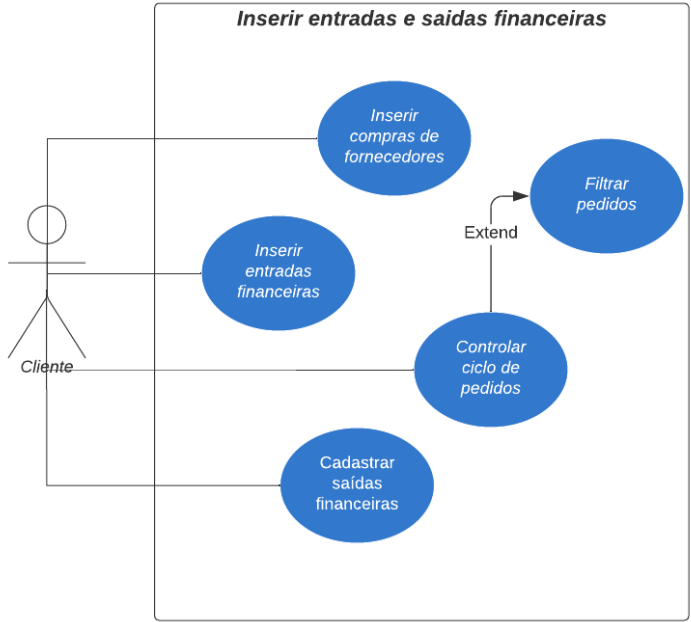 Inserir entradas e saidas financeiras
Inserir
compras de
fornecedores
Filtrar
pedidos
Extend
Inserir
entradas
financeiras
Controlar
ciclo de
pedidos
Cliente
Cadastrar
saídas
financeiras